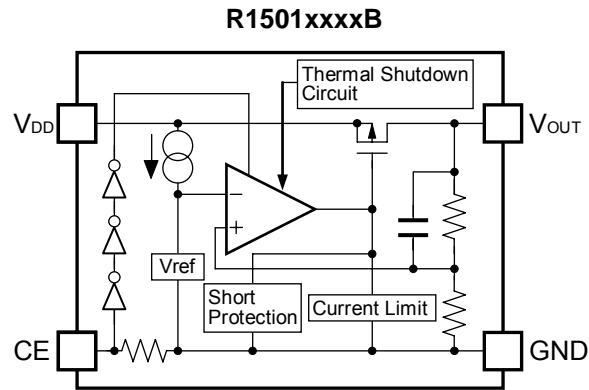 R1501xxxxB
Thermal Shutdown
Circuit
VDD
VOUT
−
+
Vref
Short
Protection
Current Limit
CE
GND